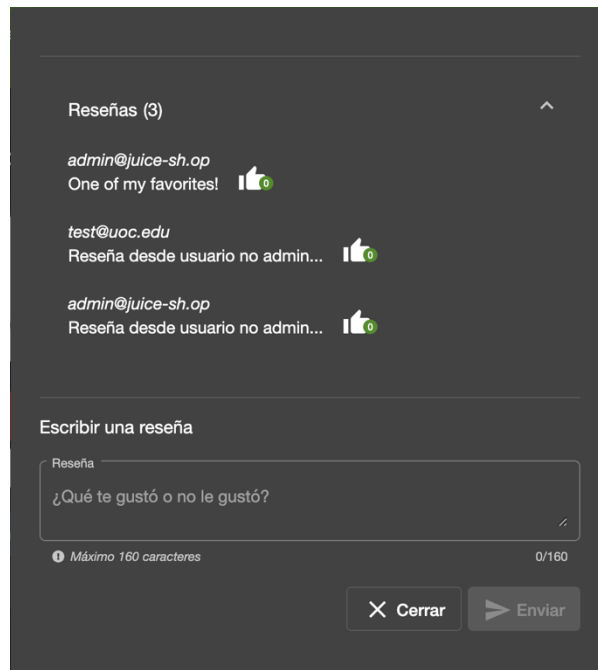 Reseñas (3)
admin@juice-sh.op
One of my favorites! 0
test@uoc.edu
Reseña desde usuario no admin... 0
admin@juice-sh.op
Reseña desde usuario no admin... 0
Escribir una reseña
Reseña
¿Qué te gustó o no le gustó?
Máximo 160 caracteres 0/160
Cerrar Enviar